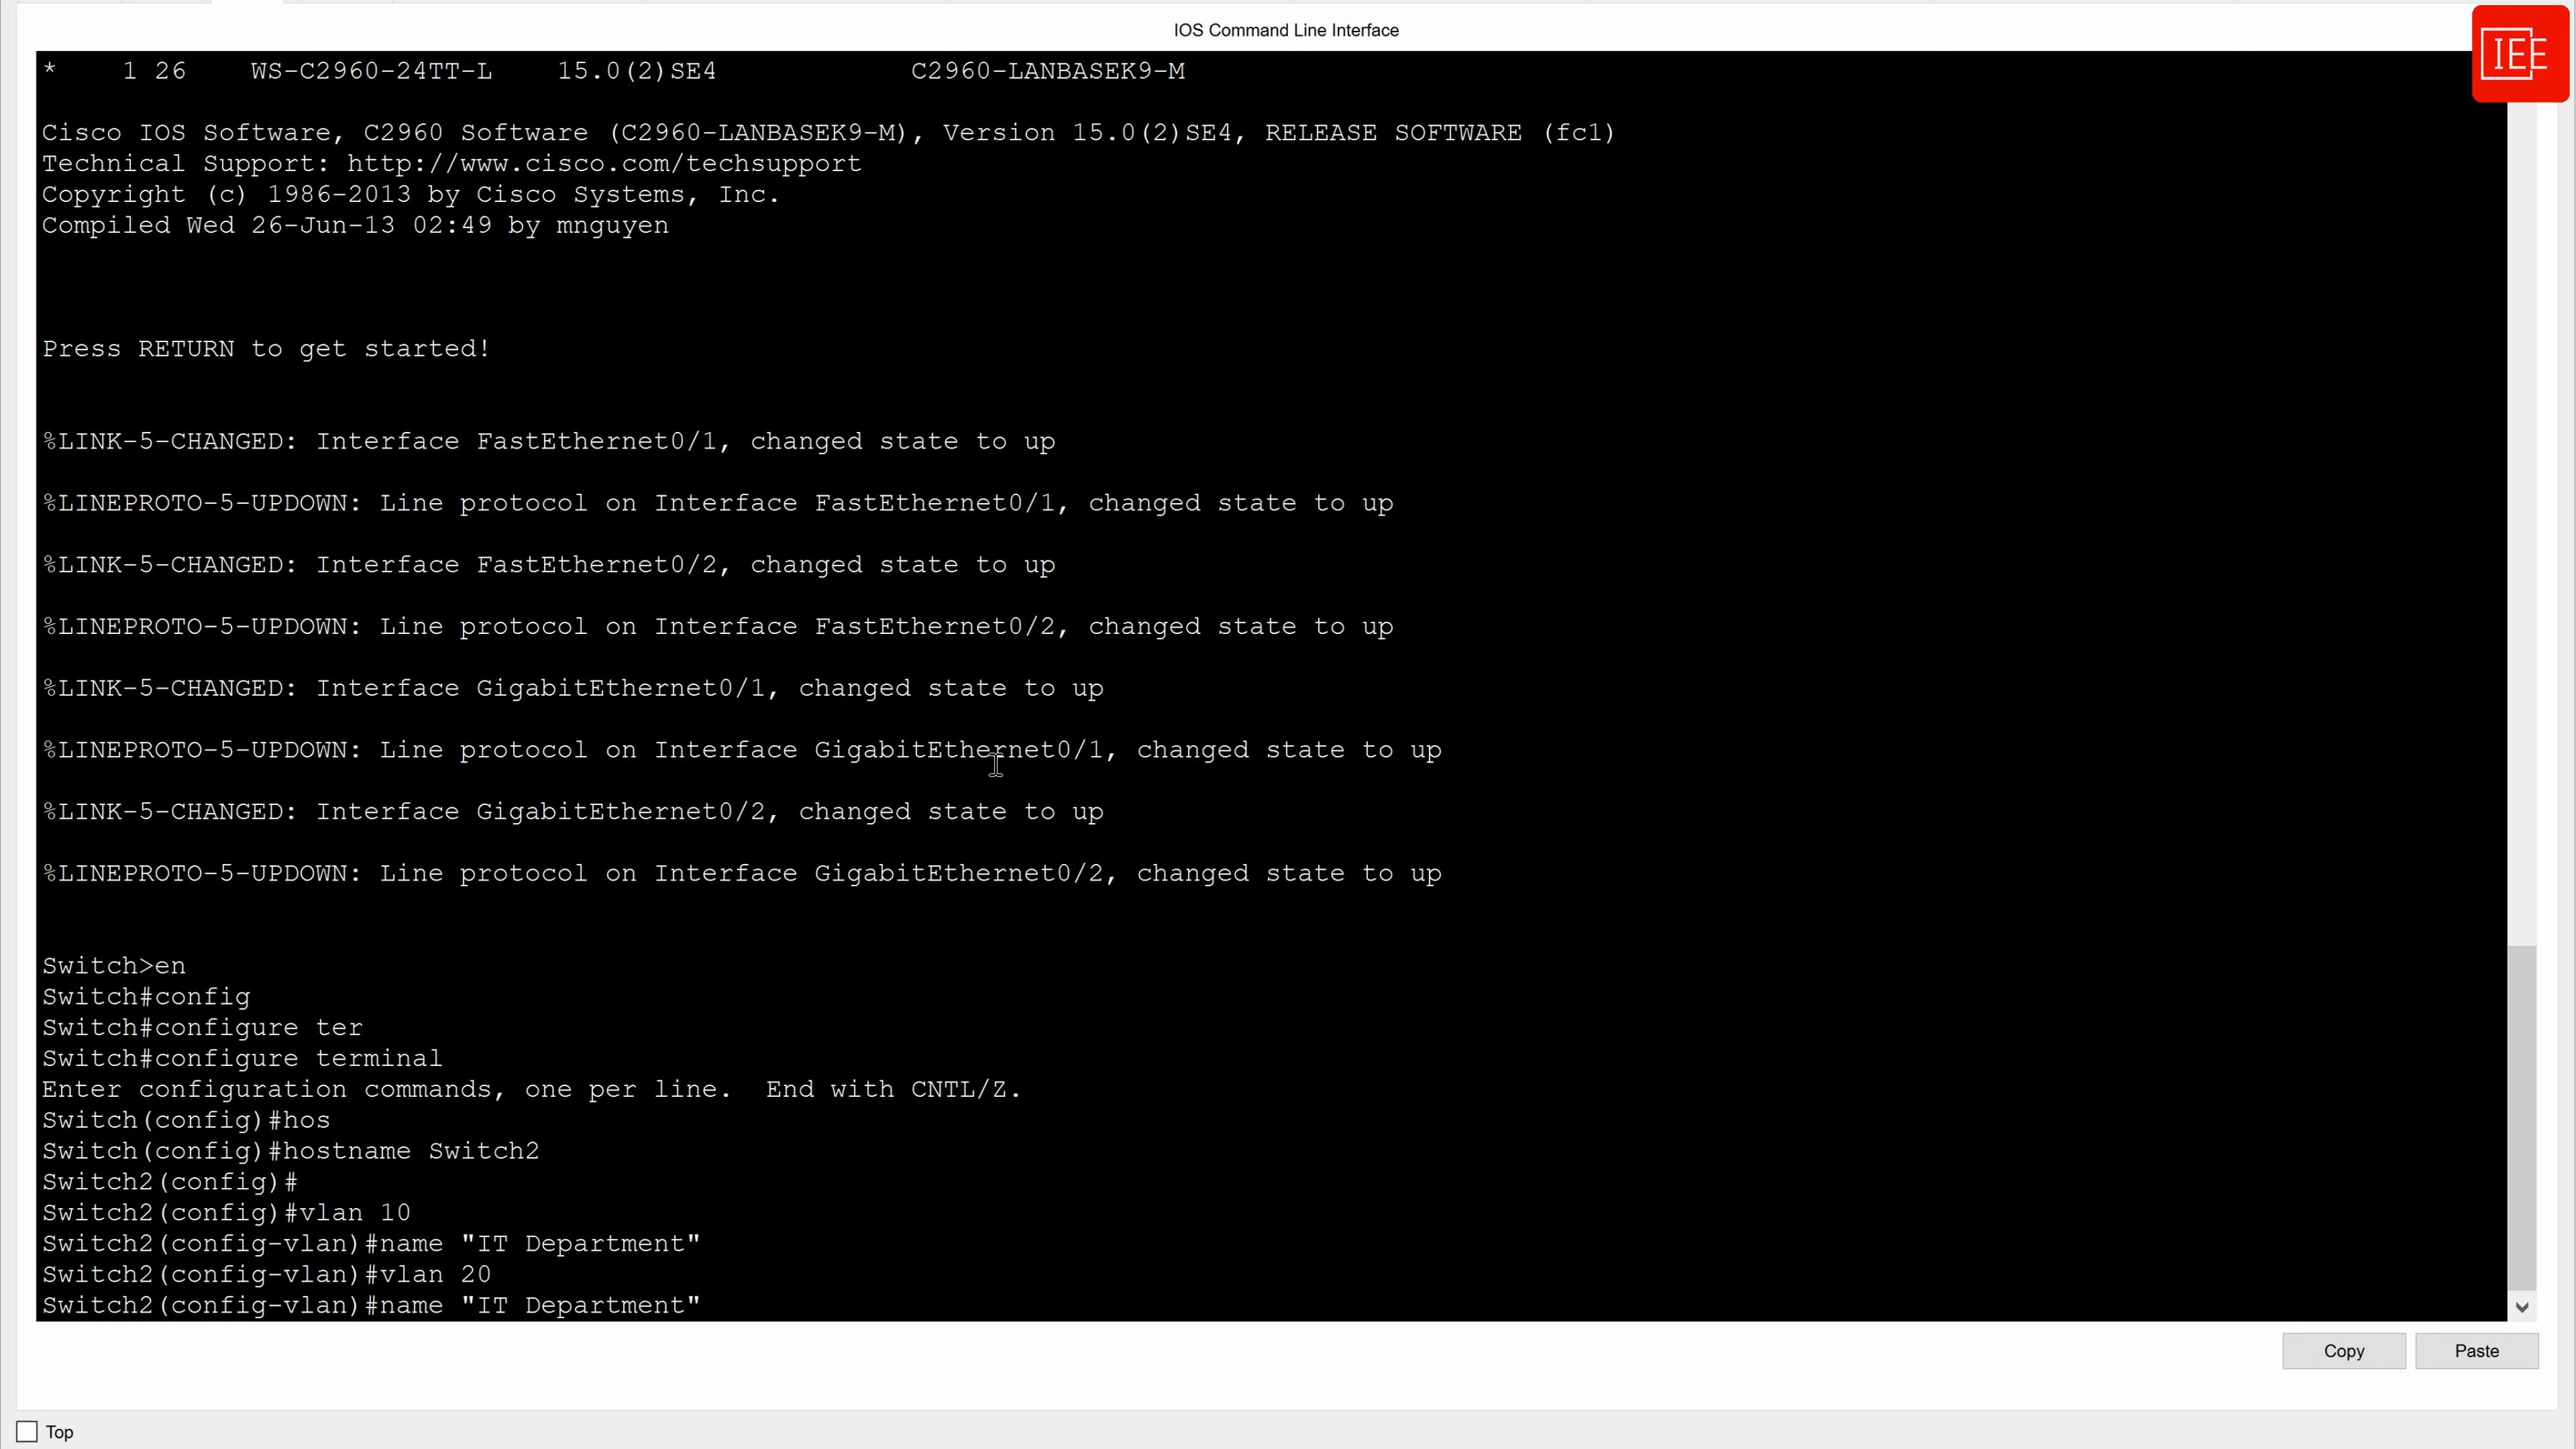 IOS Command Line Interface
IEE
* 1 26 WS-C2960-24TT-L 15.0(2)SE4 C2960-LANBASEK9-M
Cisco IOS Software, C2960 Software (C2960-LANBASEK9-M), Version 15.0(2)SE4, RELEASE SOFTWARE (fc1)
Technical Support: http://www.cisco.com/techsupport
Copyright (c) 1986-2013 by Cisco Systems, Inc.
Compiled Wed 26-Jun-13 02:49 by mnguyen
Press RETURN to get started!
%LINK-5-CHANGED: Interface FastEthernet0/1, changed state to up
%LINEPROTO-5-UPDOWN: Line protocol on Interface FastEthernet0/1, changed state to up
%LINK-5-CHANGED: Interface FastEthernet0/2, changed state to up
%LINEPROTO-5-UPDOWN: Line protocol on Interface FastEthernet0/2, changed state to up
%LINK-5-CHANGED: Interface GigabitEthernet0/1, changed state to up
%LINEPROTO-5-UPDOWN: Line protocol on Interface GigabitEthernet0/1, changed state to up
%LINK-5-CHANGED: Interface GigabitEthernet0/2, changed state to up
%LINEPROTO-5-UPDOWN: Line protocol on Interface GigabitEthernet0/2, changed state to up
Switch>en
Switch#config
Switch#configure ter
Switch#configure terminal
Enter configuration commands, one per line.  End with CNTL/Z.
Switch(config)#hos
Switch(config)#hostname Switch2
Switch2(config)#
Switch2(config)#vlan 10
Switch2(config-vlan)#name "IT Department"
Switch2(config-vlan)#vlan 20
Switch2(config-vlan)#name "IT Department"
Copy
Paste
Top